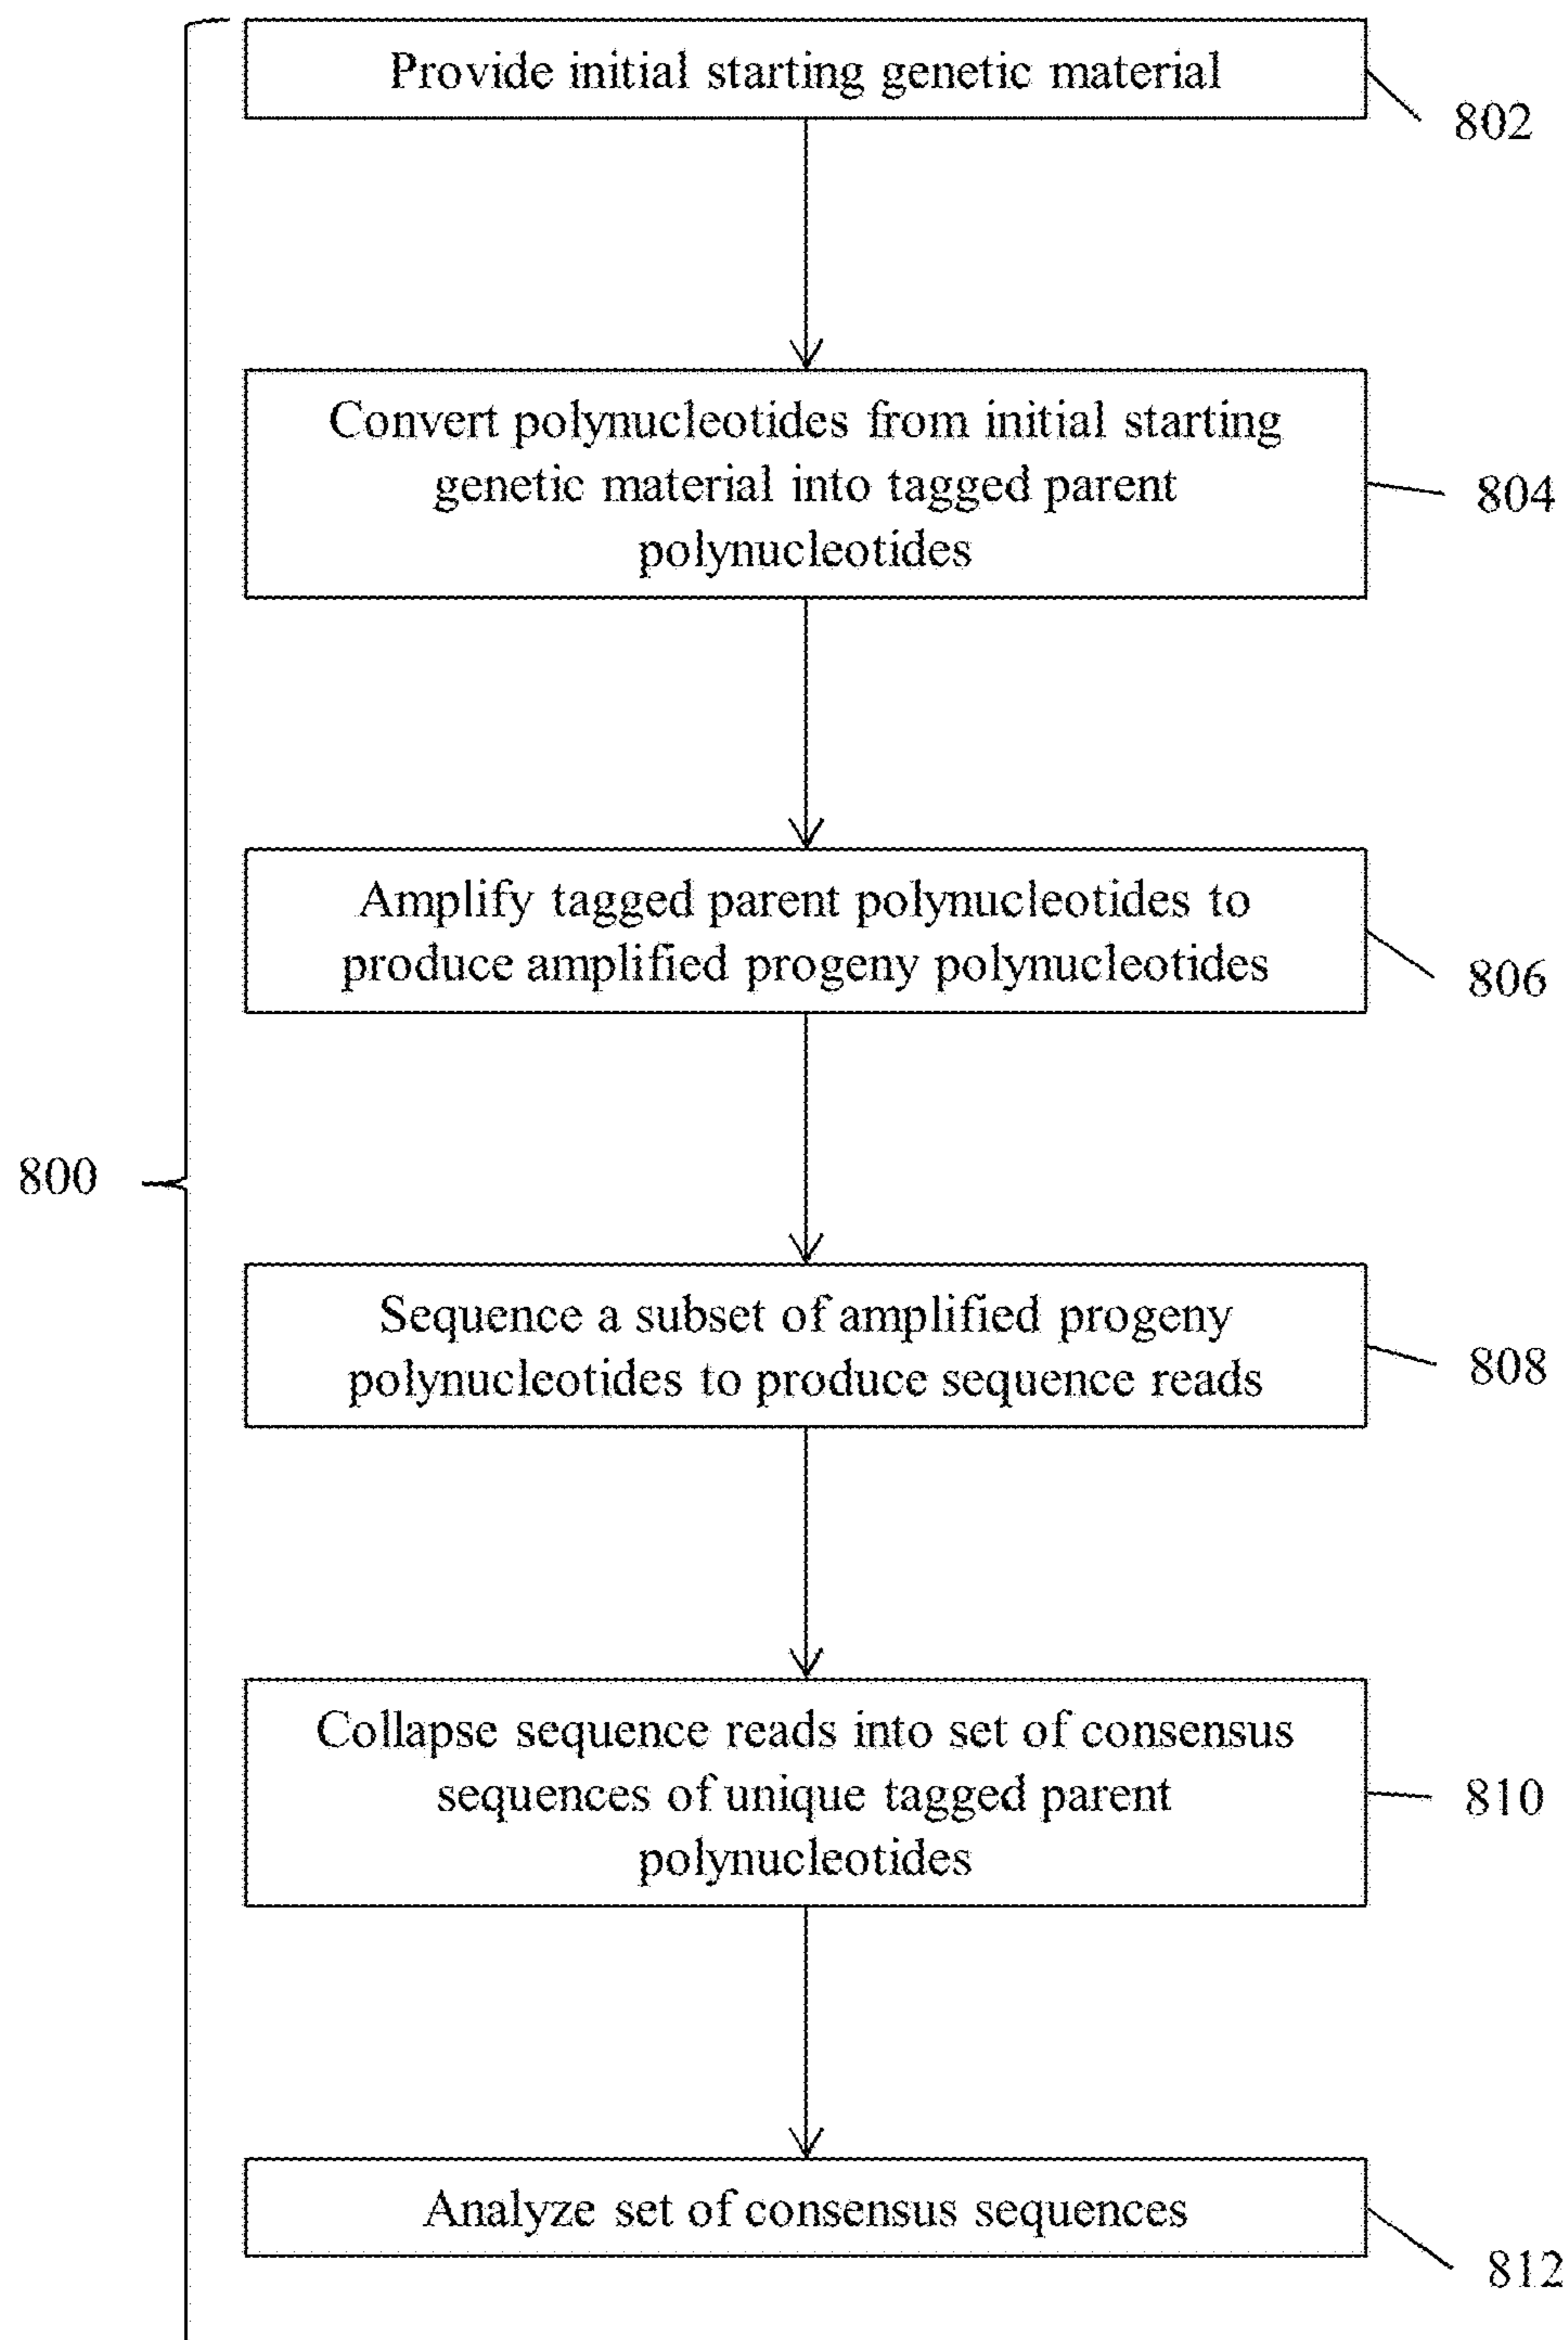 Provide initial starting genetic material
802
Convert polynucleotides from initial starting
genetic material into tagged parent
polynucleotides
804
Amplify tagged parent polynucleotides to
produce amplified progeny polynucleotides
806
800
Sequence a subset of amplified progeny
polynucleotides to produce sequence reads
808
Collapse sequence reads into set of consensus
sequences of unique tagged parent
polynucleotides
810
Analyze set of consensus sequences
812